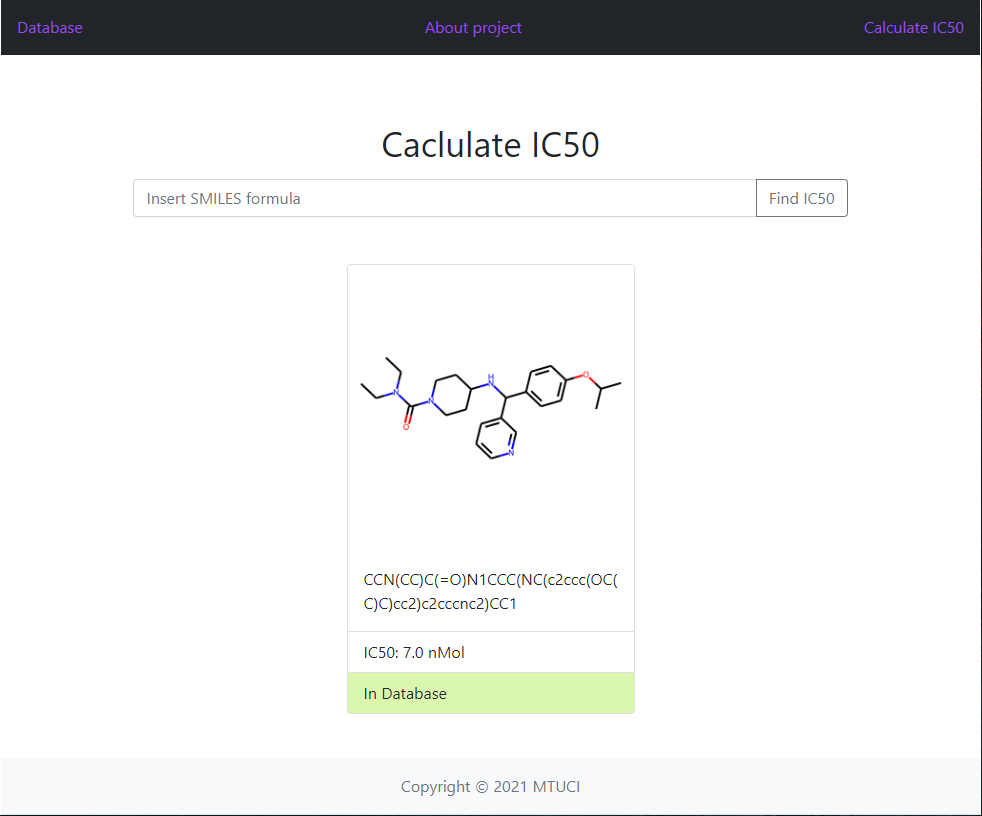 Database About project Calculate IC50
Caclulate IC50
Insert SMILES formula Find IC50
H
N
O
N
N
O
N
CCN(CC)C(=O)N1CCC(NC(c2ccc(OC(
C)C)cc2)c2cccnc2)CC1
IC50: 7.0 nMol
In Database
Copyright © 2021 MTUCI